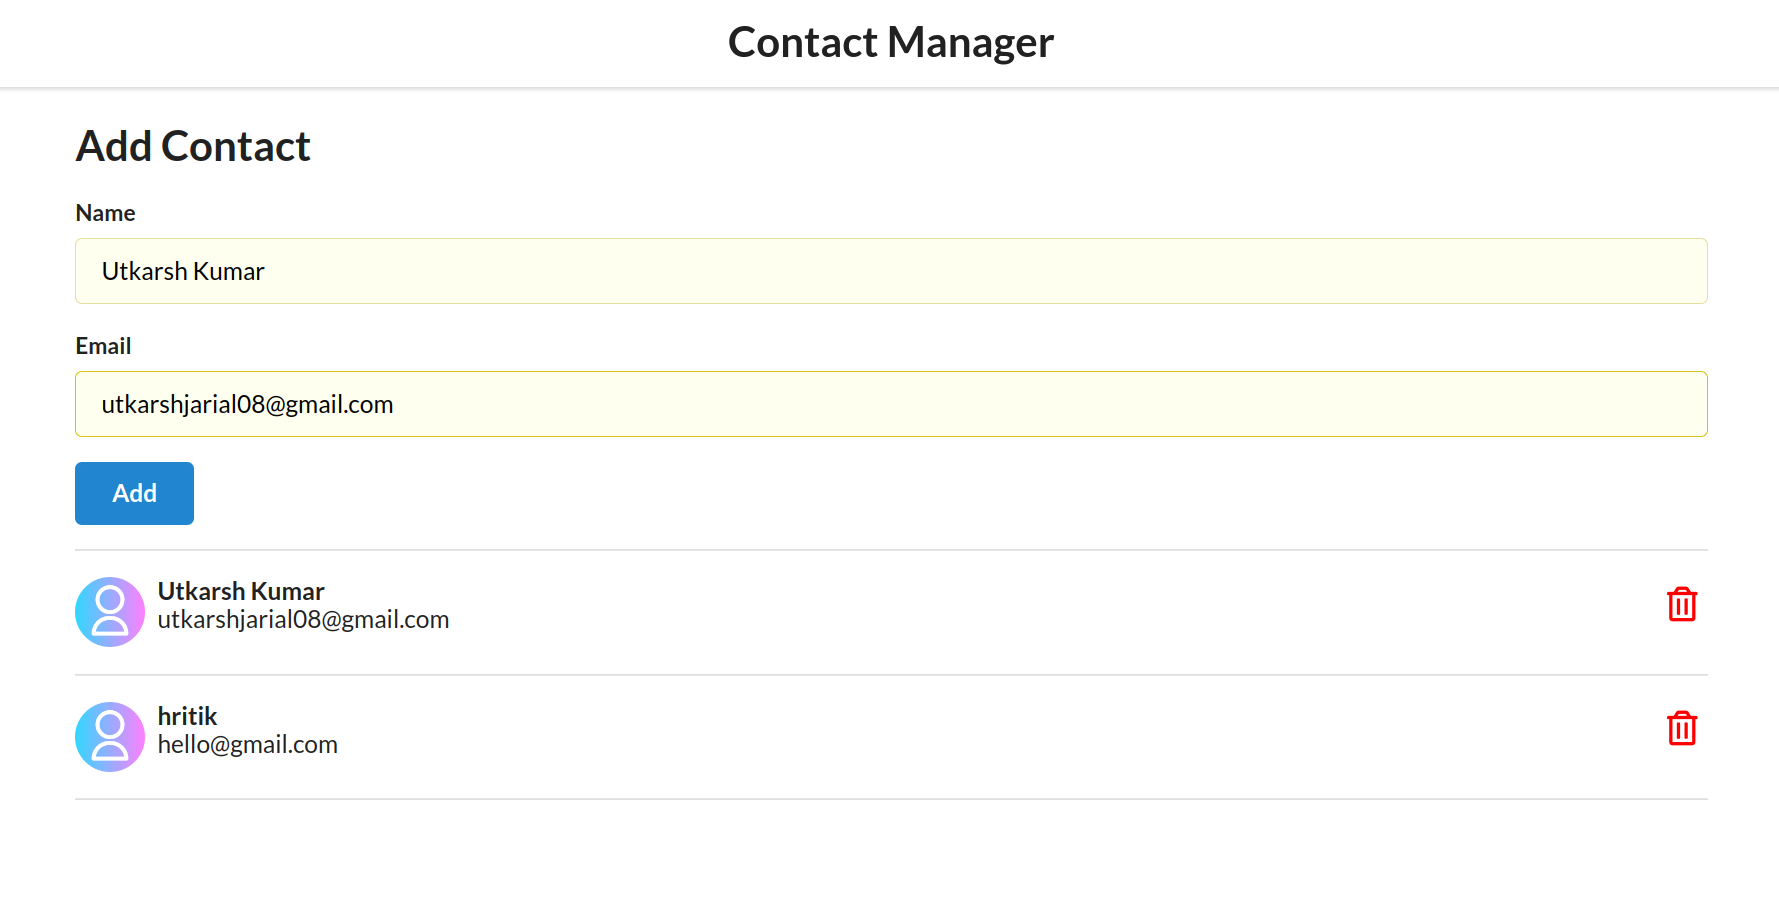 Contact Manager
Add Contact
Name
Utkarsh Kumar
Email
utkarshjarial08@gmail.com
Add
Utkarsh Kumar
utkarshjarial08@gmail.com
hritik
hello@gmail.com